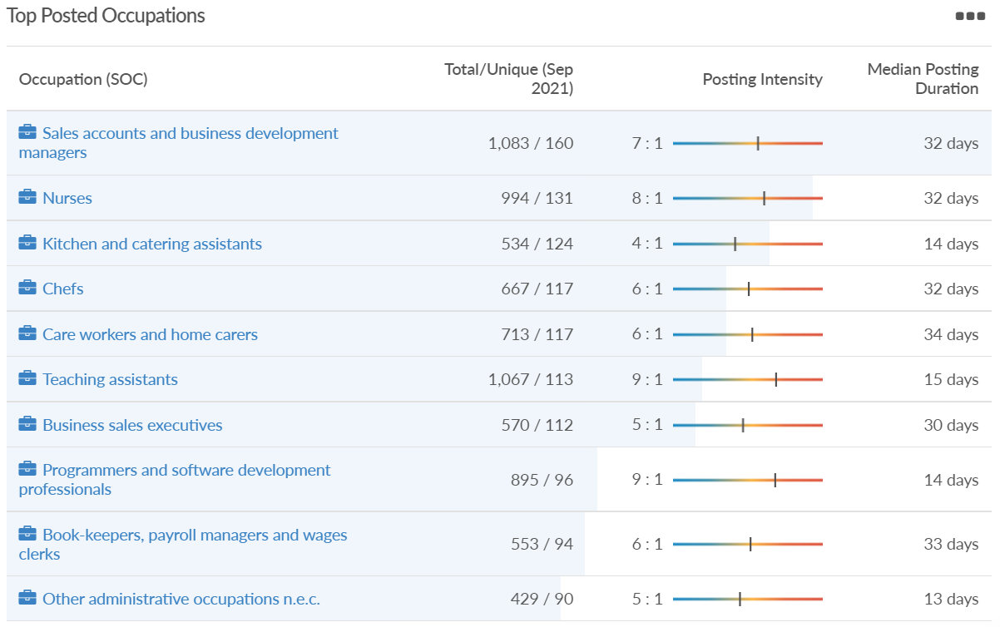 Top Posted Occupations
Occupation (SOC) Total/Unique (Sep 2021) Posting Intensity Median Posting Duration
Sales accounts and business development managers 1,083 / 160 7 : 1 32 days
Nurses 994 / 131 8 : 1 32 days
Kitchen and catering assistants 534 / 124 4 : 1 14 days
Chefs 667 / 117 6 : 1 32 days
Care workers and home carers 713 / 117 6 : 1 34 days
Teaching assistants 1,067 / 113 9 : 1 15 days
Business sales executives 570 / 112 5 : 1 30 days
Programmers and software development professionals 895 / 96 9 : 1 14 days
Book-keepers, payroll managers and wages clerks 553 / 94 6 : 1 33 days
Other administrative occupations n.e.c. 429 / 90 5 : 1 13 days